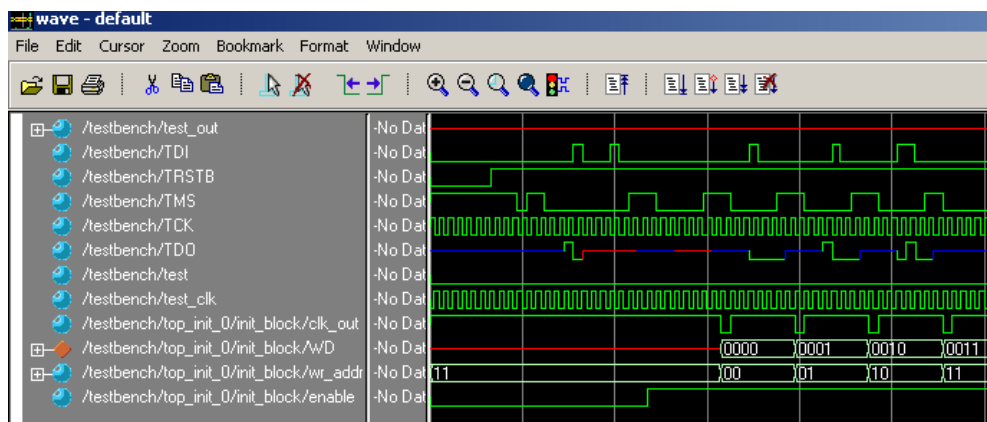 wave - default
File Edit Cursor Zoom Bookmark Format Window
/testbench/test_out -No Dat
/testbench/TDI -No Dat
/testbench/TRSTB -No Dat
/testbench/TMS -No Dat
/testbench/TCK -No Dat
/testbench/TDO -No Dat
/testbench/test -No Dat
/testbench/test_clk -No Dat
/testbench/top_init_0/init_block/clk_out -No Dat
/testbench/top_init_0/init_block/WD -No Dat 0000 0001 0010 0011
/testbench/top_init_0/init_block/wr_addr -No Dat 11 00 01 10 11
/testbench/top_init_0/init_block/enable -No Dat